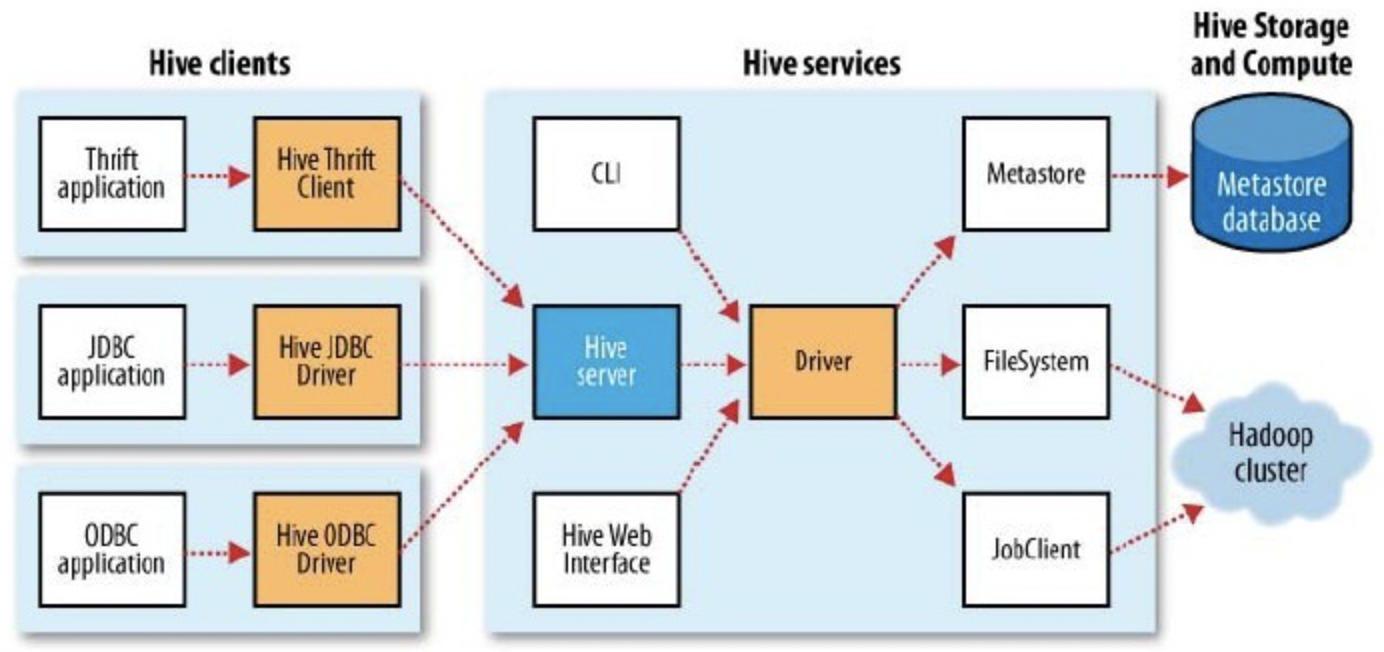 Hive clients
Thrift
application
Hive Thrift
Client
JDBC
application
Hive JDBC
Driver
ODBC
application
Hive ODBC
Driver
Hive services
CLI
Hive
server
Hive Web
Interface
Driver
Metastore
FileSystem
JobClient
Hive Storage
and Compute
Metastore
database
Hadoop
cluster